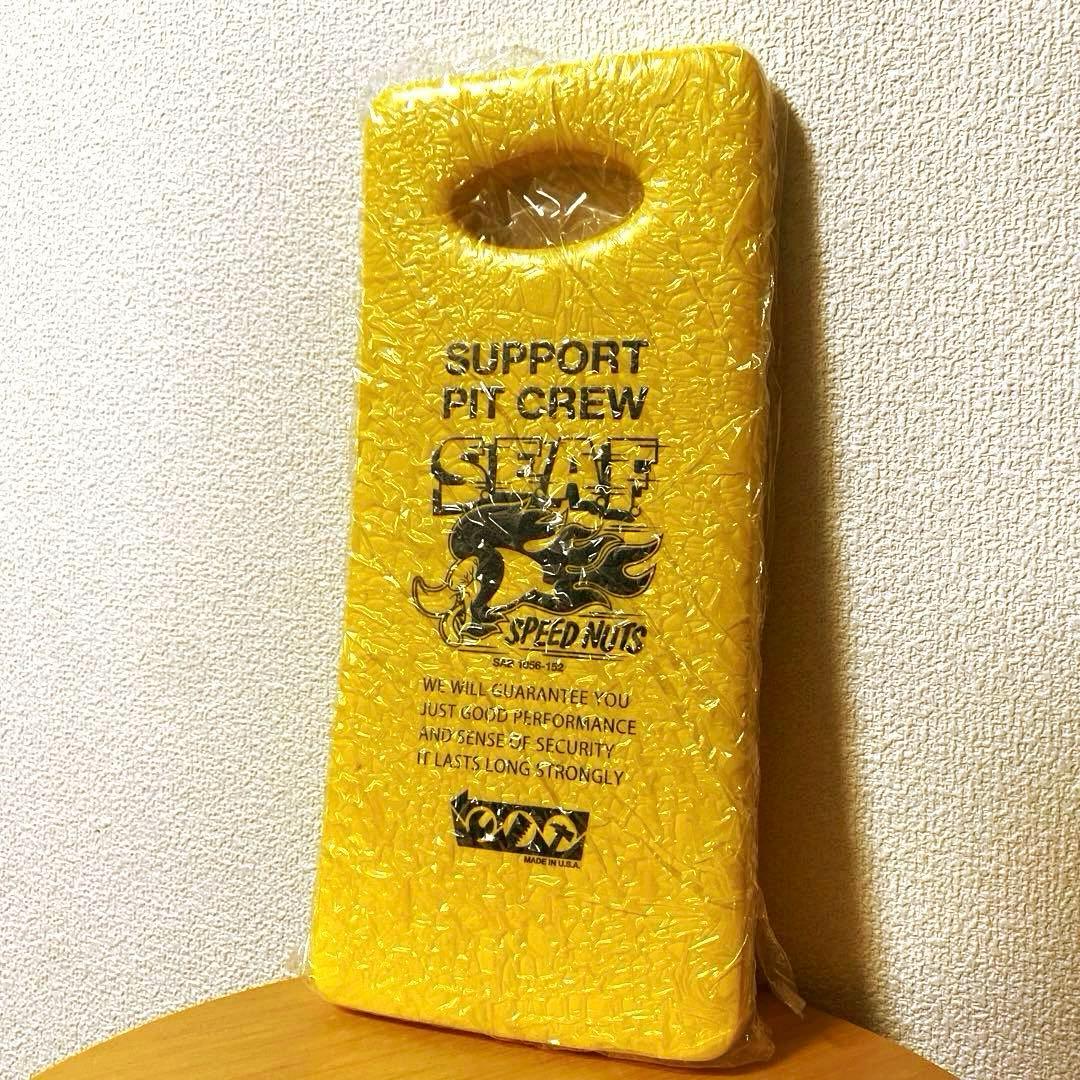 SUPPORT
PIT CREW
S.F.A.F.
SPEED NUTS
WE WILL GUARANTEE YOU
JUST GOOD PERFORMANCE
AND SENSE OF SECURITY
IT LASTS LONG STRONGLY
MADE IN U.S.A.